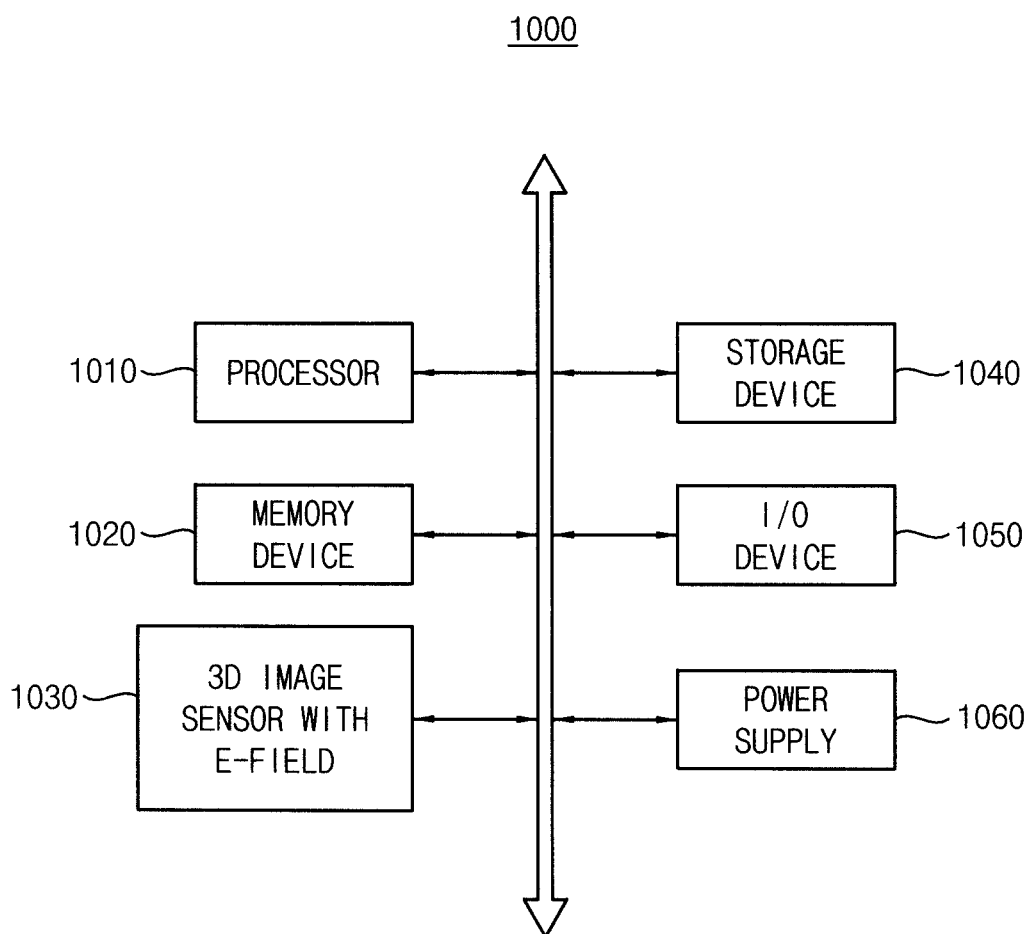 1000
1010
PROCESSOR
STORAGE
DEVICE
1040
1020
MEMORY
DEVICE
I/O
DEVICE
1050
1030
3D IMAGE
SENSOR WITH
E-FIELD
POWER
SUPPLY
1060